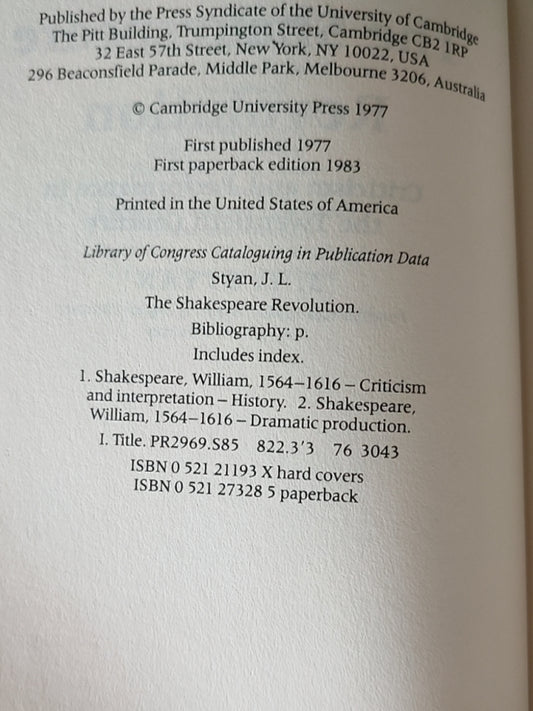 Published by the Press Syndicate of the University of Cambridge
The Pitt Building, Trumpington Street, Cambridge CB2 1RP
32 East 57th Street, New York, NY 10022, USA
296 Beaconsfield Parade, Middle Park, Melbourne 3206, Australia
© Cambridge University Press 1977
First published 1977
First paperback edition 1983
Printed in the United States of America
Library of Congress Cataloguing in Publication Data
Styan, J. L.
The Shakespeare Revolution.
Bibliography: p.
Includes index.
1. Shakespeare, William, 1564–1616 – Criticism
and interpretation – History. 2. Shakespeare,
William, 1564–1616 – Dramatic production.
I. Title. PR2969.S85 822.3'3 76 3043
ISBN 0 521 21193 X hard covers
ISBN 0 521 27328 5 paperback